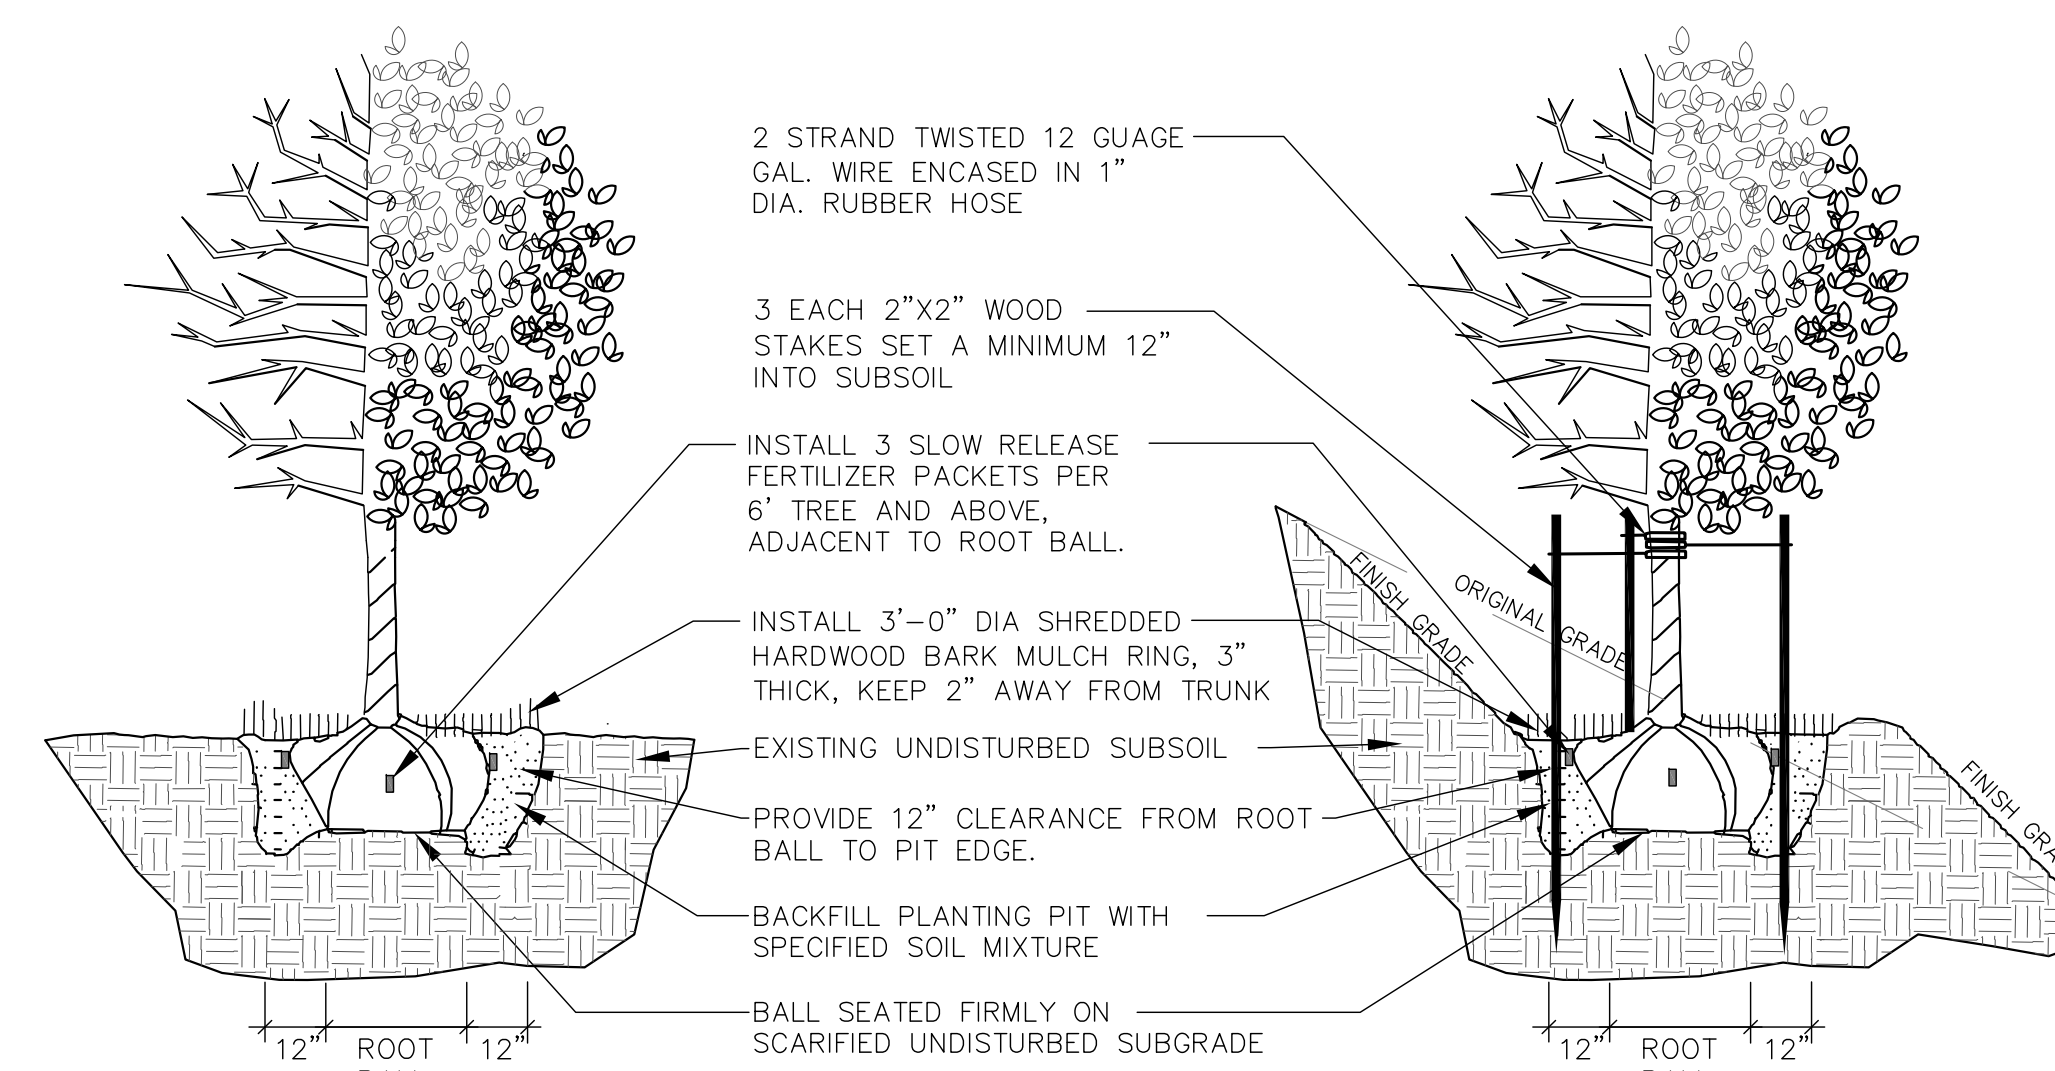 2 STRAND TWISTED 12 GUAGE
GAL. WIRE ENCASED IN 1”
DIA. RUBBER HOSE
3 EACH 2”X2” WOOD
STAKES SET A MINIMUM 12”
INTO SUBSOIL
INSTALL 3 SLOW RELEASE
FERTILIZER PACKETS PER
6’ TREE AND ABOVE,
ADJACENT TO ROOT BALL.
INSTALL 3’–0” DIA SHREDDED
HARDWOOD BARK MULCH RING, 3”
THICK, KEEP 2” AWAY FROM TRUNK
EXISTING UNDISTURBED SUBSOIL
PROVIDE 12” CLEARANCE FROM ROOT
BALL TO PIT EDGE.
BACKFILL PLANTING PIT WITH
SPECIFIED SOIL MIXTURE
BALL SEATED FIRMLY ON
SCARIFIED UNDISTURBED SUBGRADE
12”
ROOT
12”
FINISH GRADE
ORIGINAL GRADE
FINISH GRA
12”
ROOT
12”